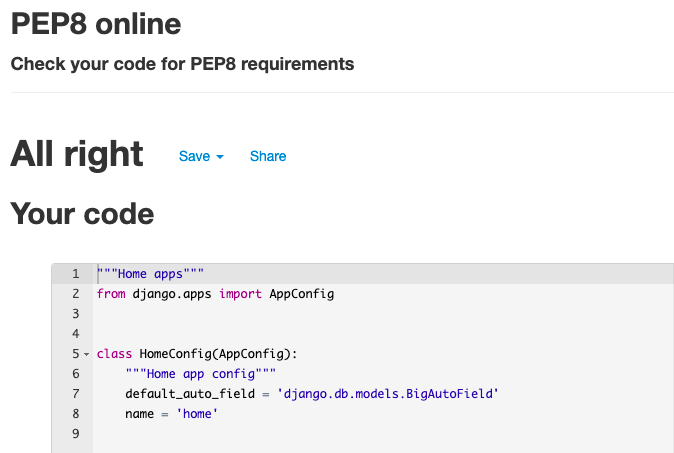 PEP8 online
Check your code for PEP8 requirements
All right Save Share
Your code
1 """Home apps"""
2 from django.apps import AppConfig
3
4
5 class HomeConfig(AppConfig):
6     """Home app config"""
7     default_auto_field = 'django.db.models.BigAutoField'
8     name = 'home'
9